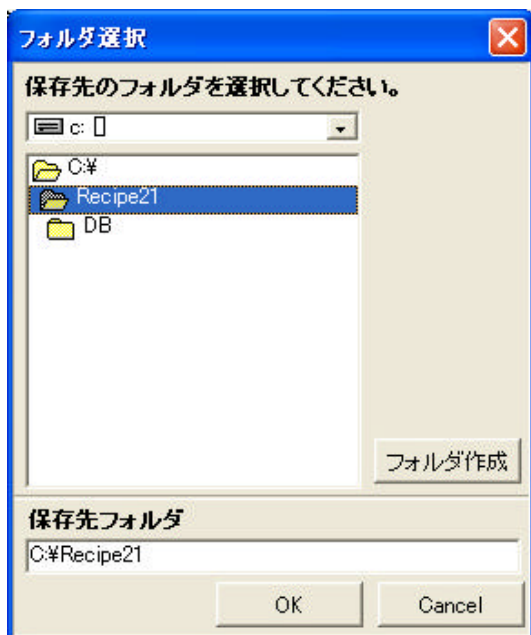 フォルダ選択
保存先のフォルダを選択してください。
c: []
C:¥
Recipe21
DB
フォルダ作成
保存先フォルダ
C:¥Recipe21
OK
Cancel